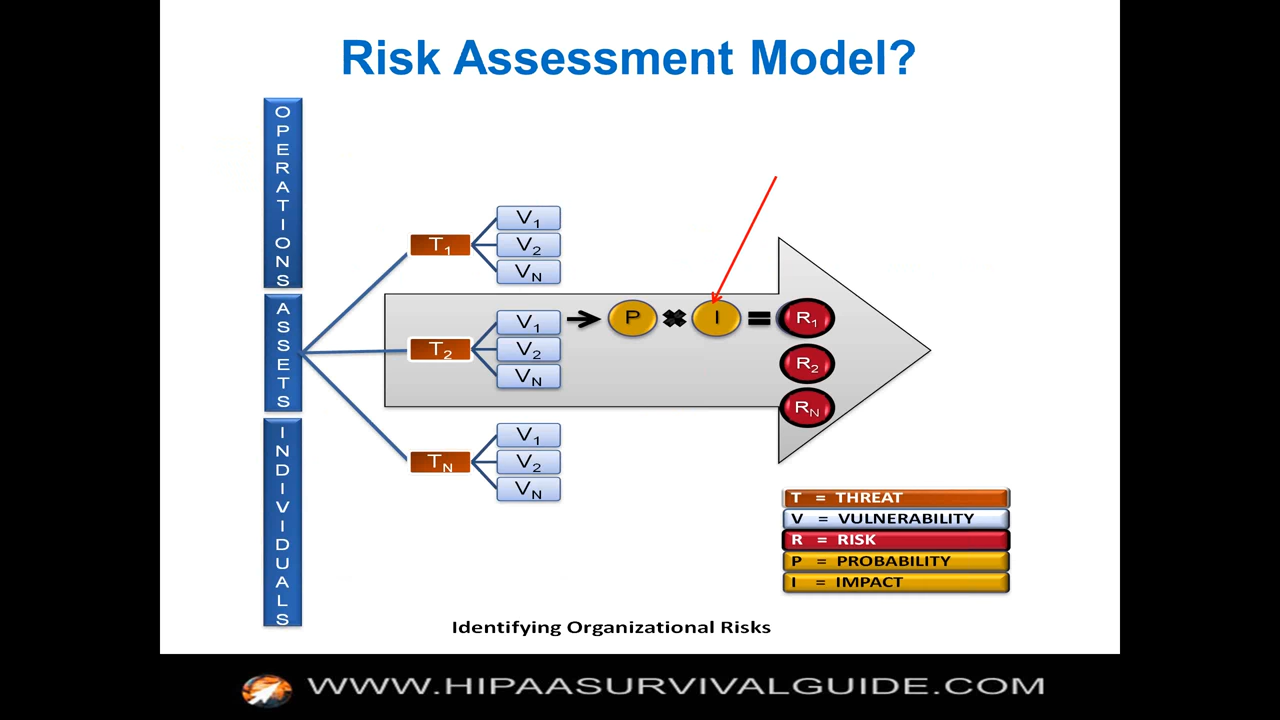 Risk Assessment Model?
OPERATIONS
ASSETS
INDIVIDUALS
T1
V1
V2
VN
T2
V1
V2
VN
P ✖ I = R1
R2
RN
TN
V1
V2
VN
T = THREAT
V = VULNERABILITY
R = RISK
P = PROBABILITY
I = IMPACT
Identifying Organizational Risks
WWW.HIPAASURVIVALGUIDE.COM